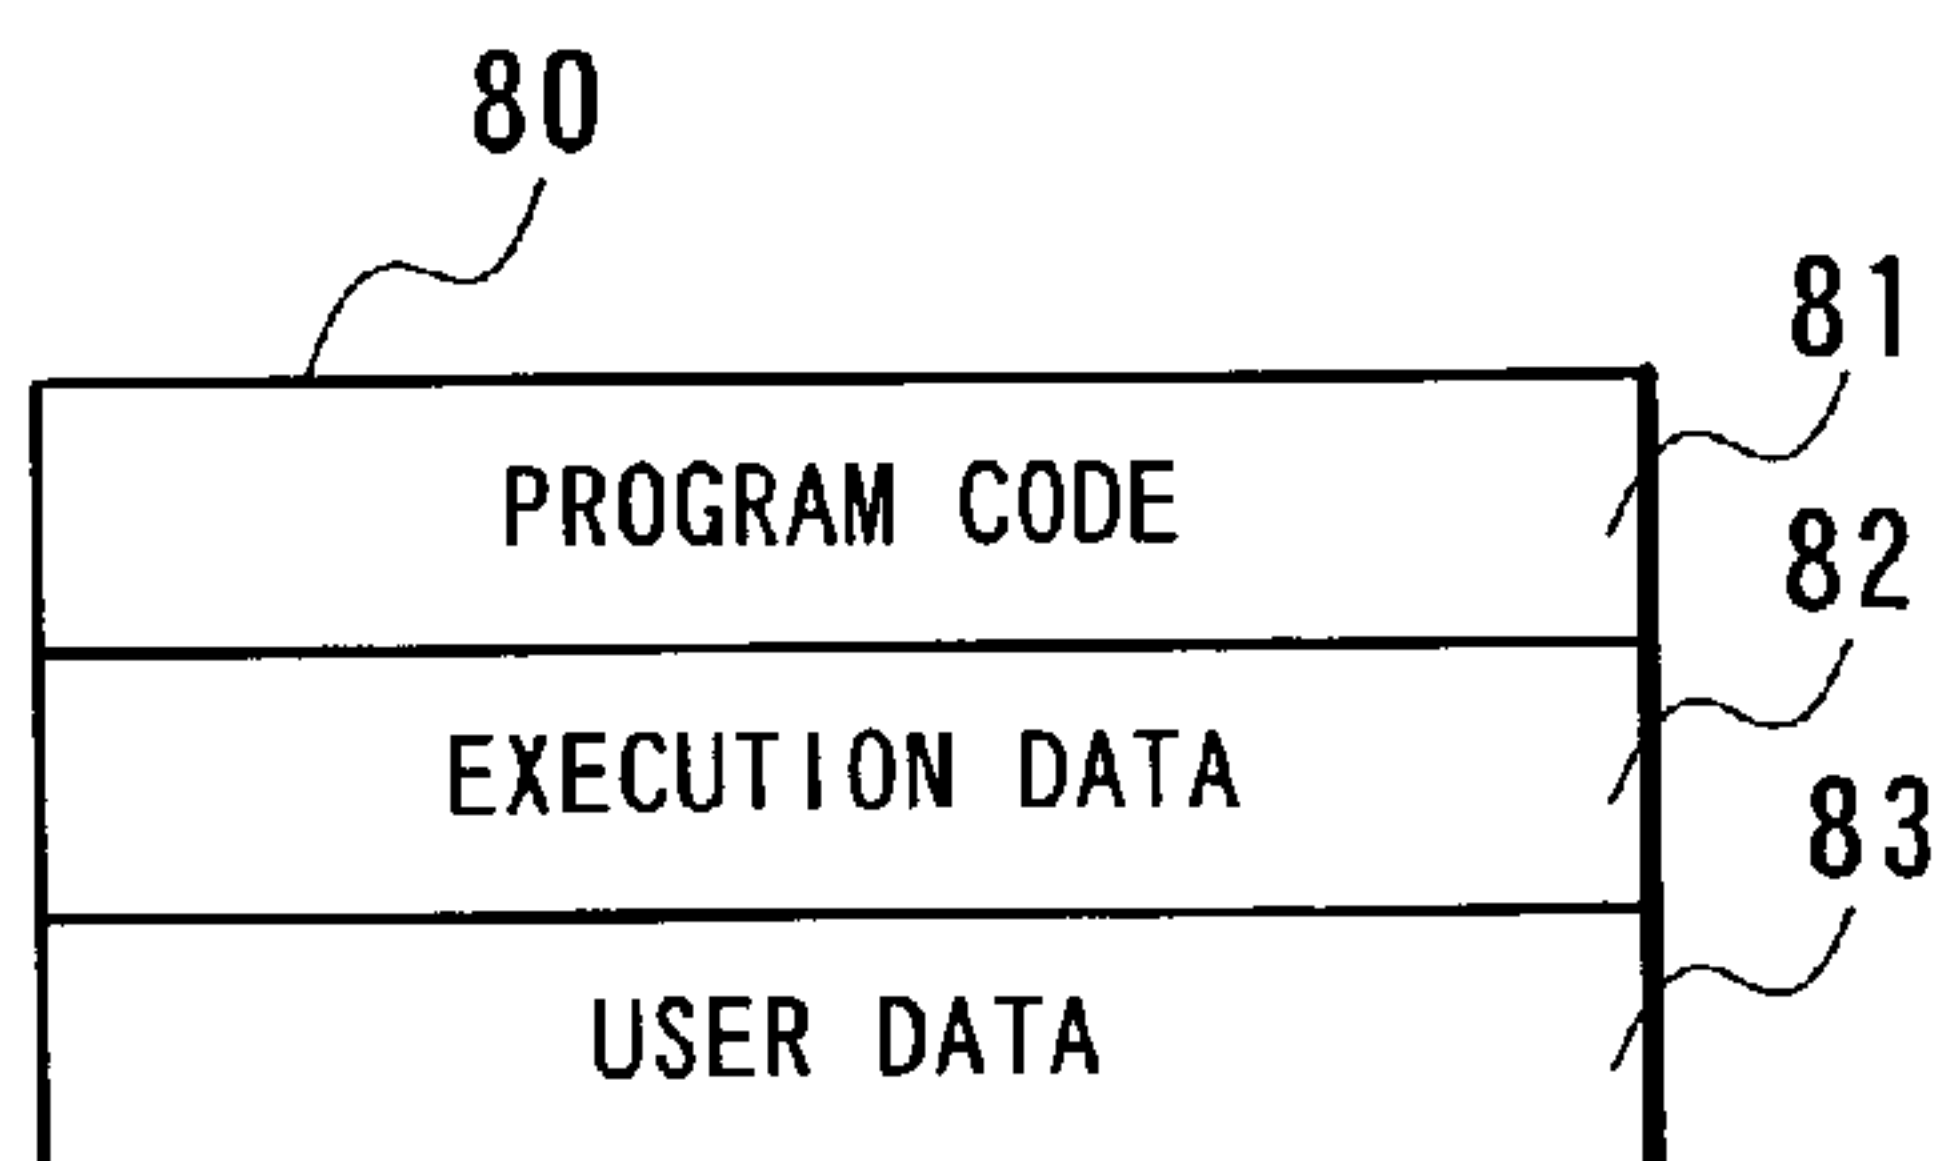 80
81
PROGRAM CODE
82
EXECUTION DATA
83
USER DATA